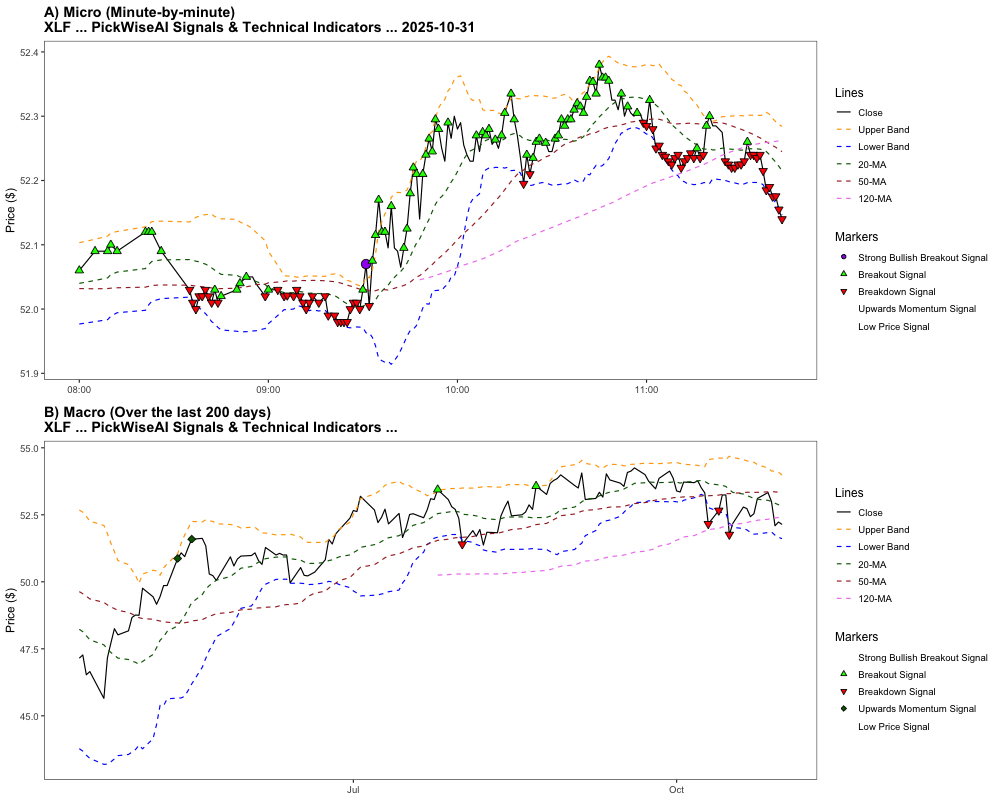 A) Micro (Minute-by-minute)
XLF ... PickWiseAI Signals & Technical Indicators ... 2025-10-31
Price ($)
52.4
52.3
52.2
52.1
52.0
51.9
08:00
09:00
10:00
11:00
Lines
Close
Upper Band
Lower Band
20-MA
50-MA
120-MA
Markers
Strong Bullish Breakout Signal
Breakout Signal
Breakdown Signal
Upwards Momentum Signal
Low Price Signal
B) Macro (Over the last 200 days)
XLF ... PickWiseAI Signals & Technical Indicators ...
Price ($)
55.0
52.5
50.0
47.5
45.0
Jul
Oct
Lines
Close
Upper Band
Lower Band
20-MA
50-MA
120-MA
Markers
Strong Bullish Breakout Signal
Breakout Signal
Breakdown Signal
Upwards Momentum Signal
Low Price Signal